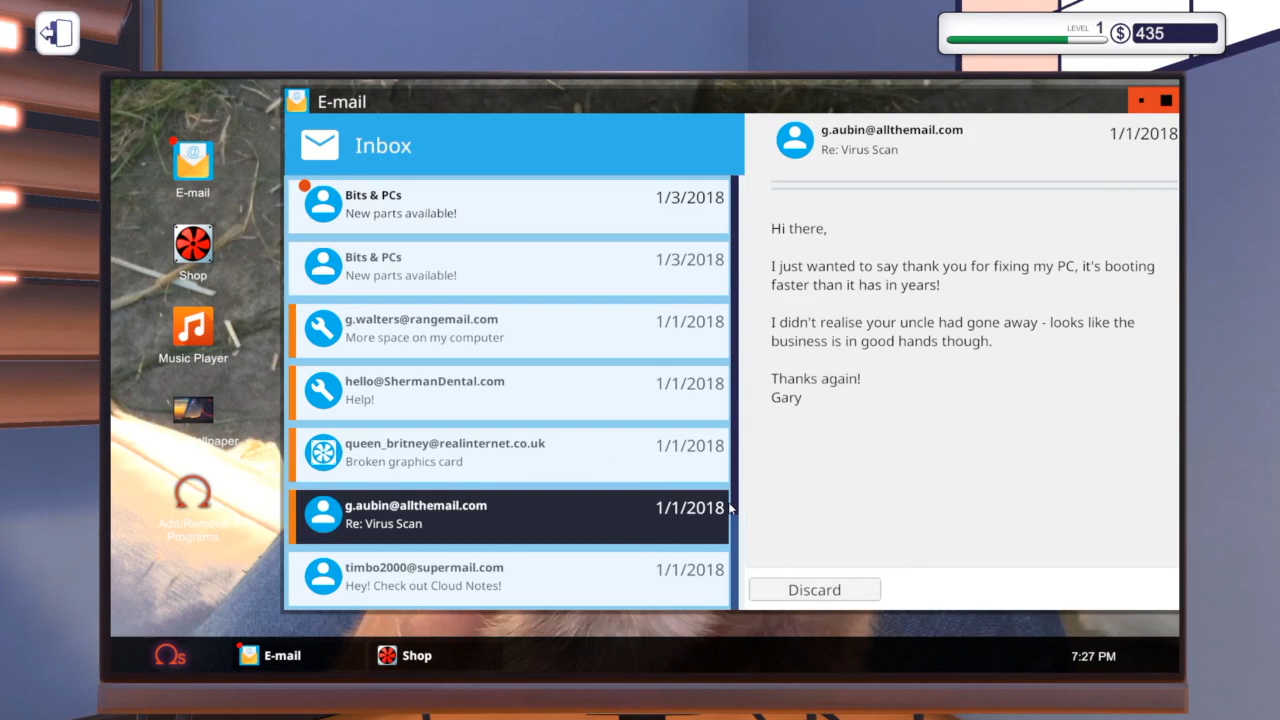 LEVEL 1
$ 435
E-mail
Inbox
g.aubin@allthemail.com
1/1/2018
Re: Virus Scan
E-mail
Shop
Music Player
Add/Remove
Programs
Bits & PCs
1/3/2018
New parts available!
Bits & PCs
1/3/2018
New parts available!
g.walters@rangemail.com
1/1/2018
More space on my computer
hello@ShermanDental.com
1/1/2018
Help!
queen_britney@realinternet.co.uk
1/1/2018
Broken graphics card
g.aubin@allthemail.com
1/1/2018
Re: Virus Scan
timbo2000@supermail.com
1/1/2018
Hey! Check out Cloud Notes!
Hi there,
I just wanted to say thank you for fixing my PC, it's booting
faster than it has in years!
I didn't realise your uncle had gone away - looks like the
business is in good hands though.
Thanks again!
Gary
Discard
Ωs
E-mail
Shop
7:27 PM